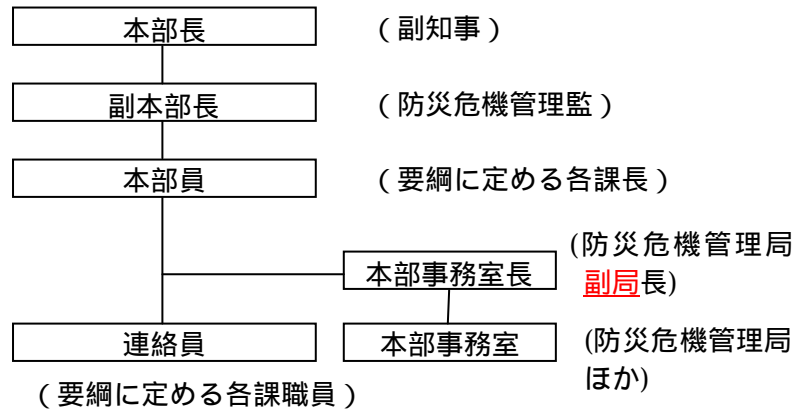 本部長 （副知事）
副本部長 （防災危機管理監）
本部員 （要綱に定める各課長）
(防災危機管理局
本部事務室長 副局長)
連絡員 本部事務室 (防災危機管理局
ほか)
（要綱に定める各課職員）